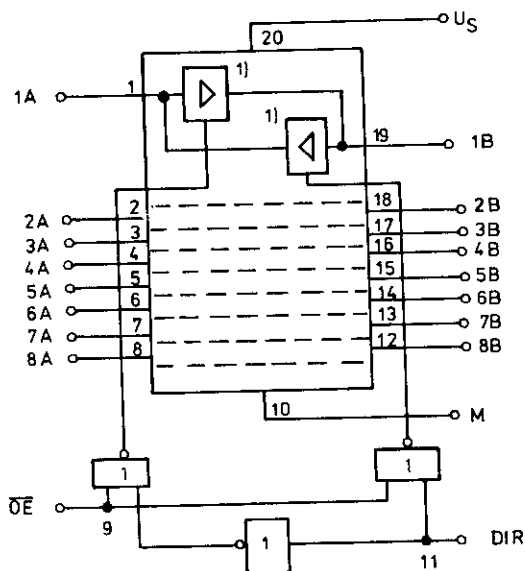 20 U_S
1)
1A 1
1)
19 1B
2A 2 18 2B
3A 3 17 3B
4A 4 16 4B
5A 5 15 5B
6A 6 14 6B
7A 7 13 7B
8A 8 12 8B
10 M
1 1
O̅E̅ 9
1 DIR
11